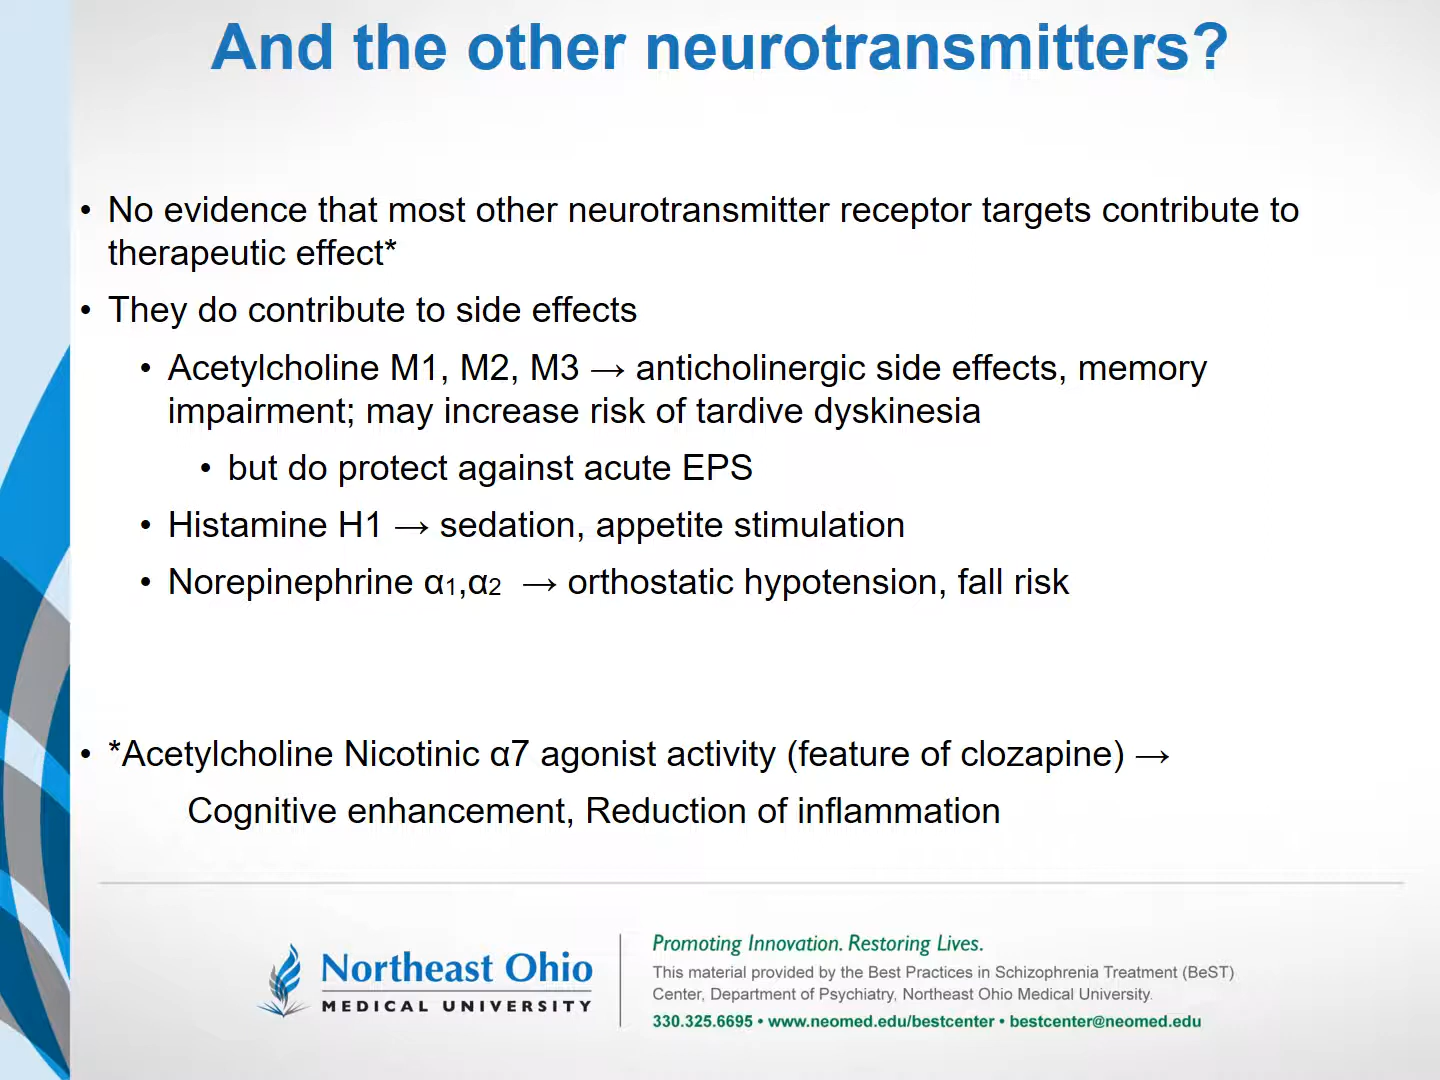 And the other neurotransmitters?
• No evidence that most other neurotransmitter receptor targets contribute to
therapeutic effect*
• They do contribute to side effects
• Acetylcholine M1, M2, M3 → anticholinergic side effects, memory
impairment; may increase risk of tardive dyskinesia
• but do protect against acute EPS
• Histamine H1 → sedation, appetite stimulation
• Norepinephrine α1,α2 → orthostatic hypotension, fall risk
• *Acetylcholine Nicotinic α7 agonist activity (feature of clozapine) →
Cognitive enhancement, Reduction of inflammation
Northeast Ohio
MEDICAL UNIVERSITY
Promoting Innovation. Restoring Lives.
This material provided by the Best Practices in Schizophrenia Treatment (BeST)
Center, Department of Psychiatry, Northeast Ohio Medical University.
330.325.6695 • www.neomed.edu/bestcenter • bestcenter@neomed.edu